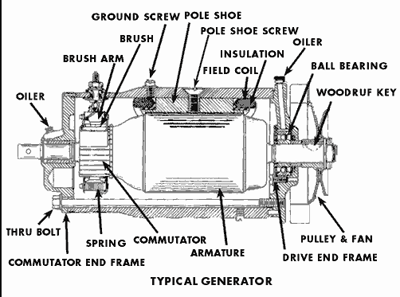 GROUND SCREW
POLE SHOE
POLE SHOE SCREW
BRUSH
INSULATION
OILER
BRUSH ARM
FIELD COIL
BALL BEARING
OILER
WOODRUF KEY
THRU BOLT
SPRING
COMMUTATOR
ARMATURE
PULLEY & FAN
COMMUTATOR END FRAME
DRIVE END FRAME
TYPICAL GENERATOR